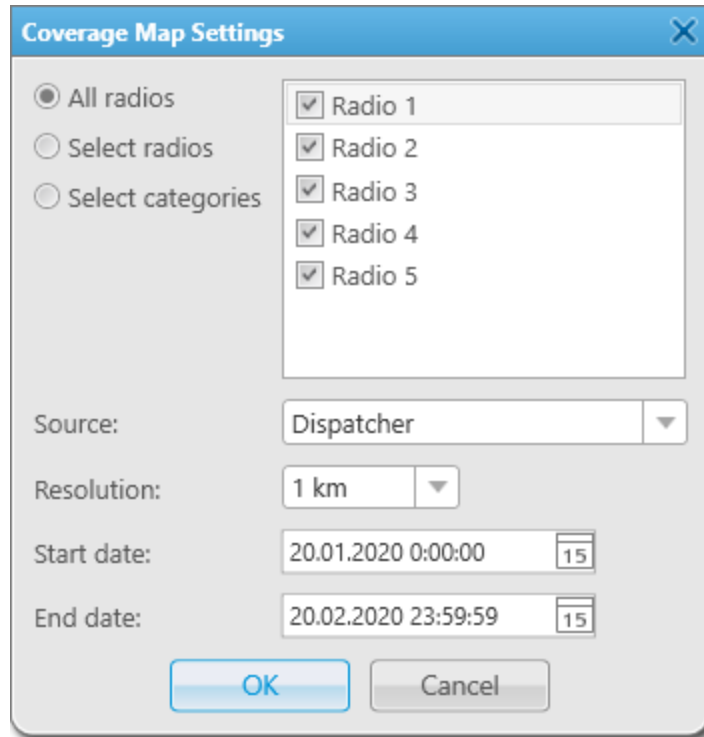 Coverage Map Settings
All radios
Select radios
Select categories
Radio 1
Radio 2
Radio 3
Radio 4
Radio 5
Source: Dispatcher
Resolution: 1 km
Start date: 20.01.2020 0:00:00 15
End date: 20.02.2020 23:59:59 15
OK Cancel